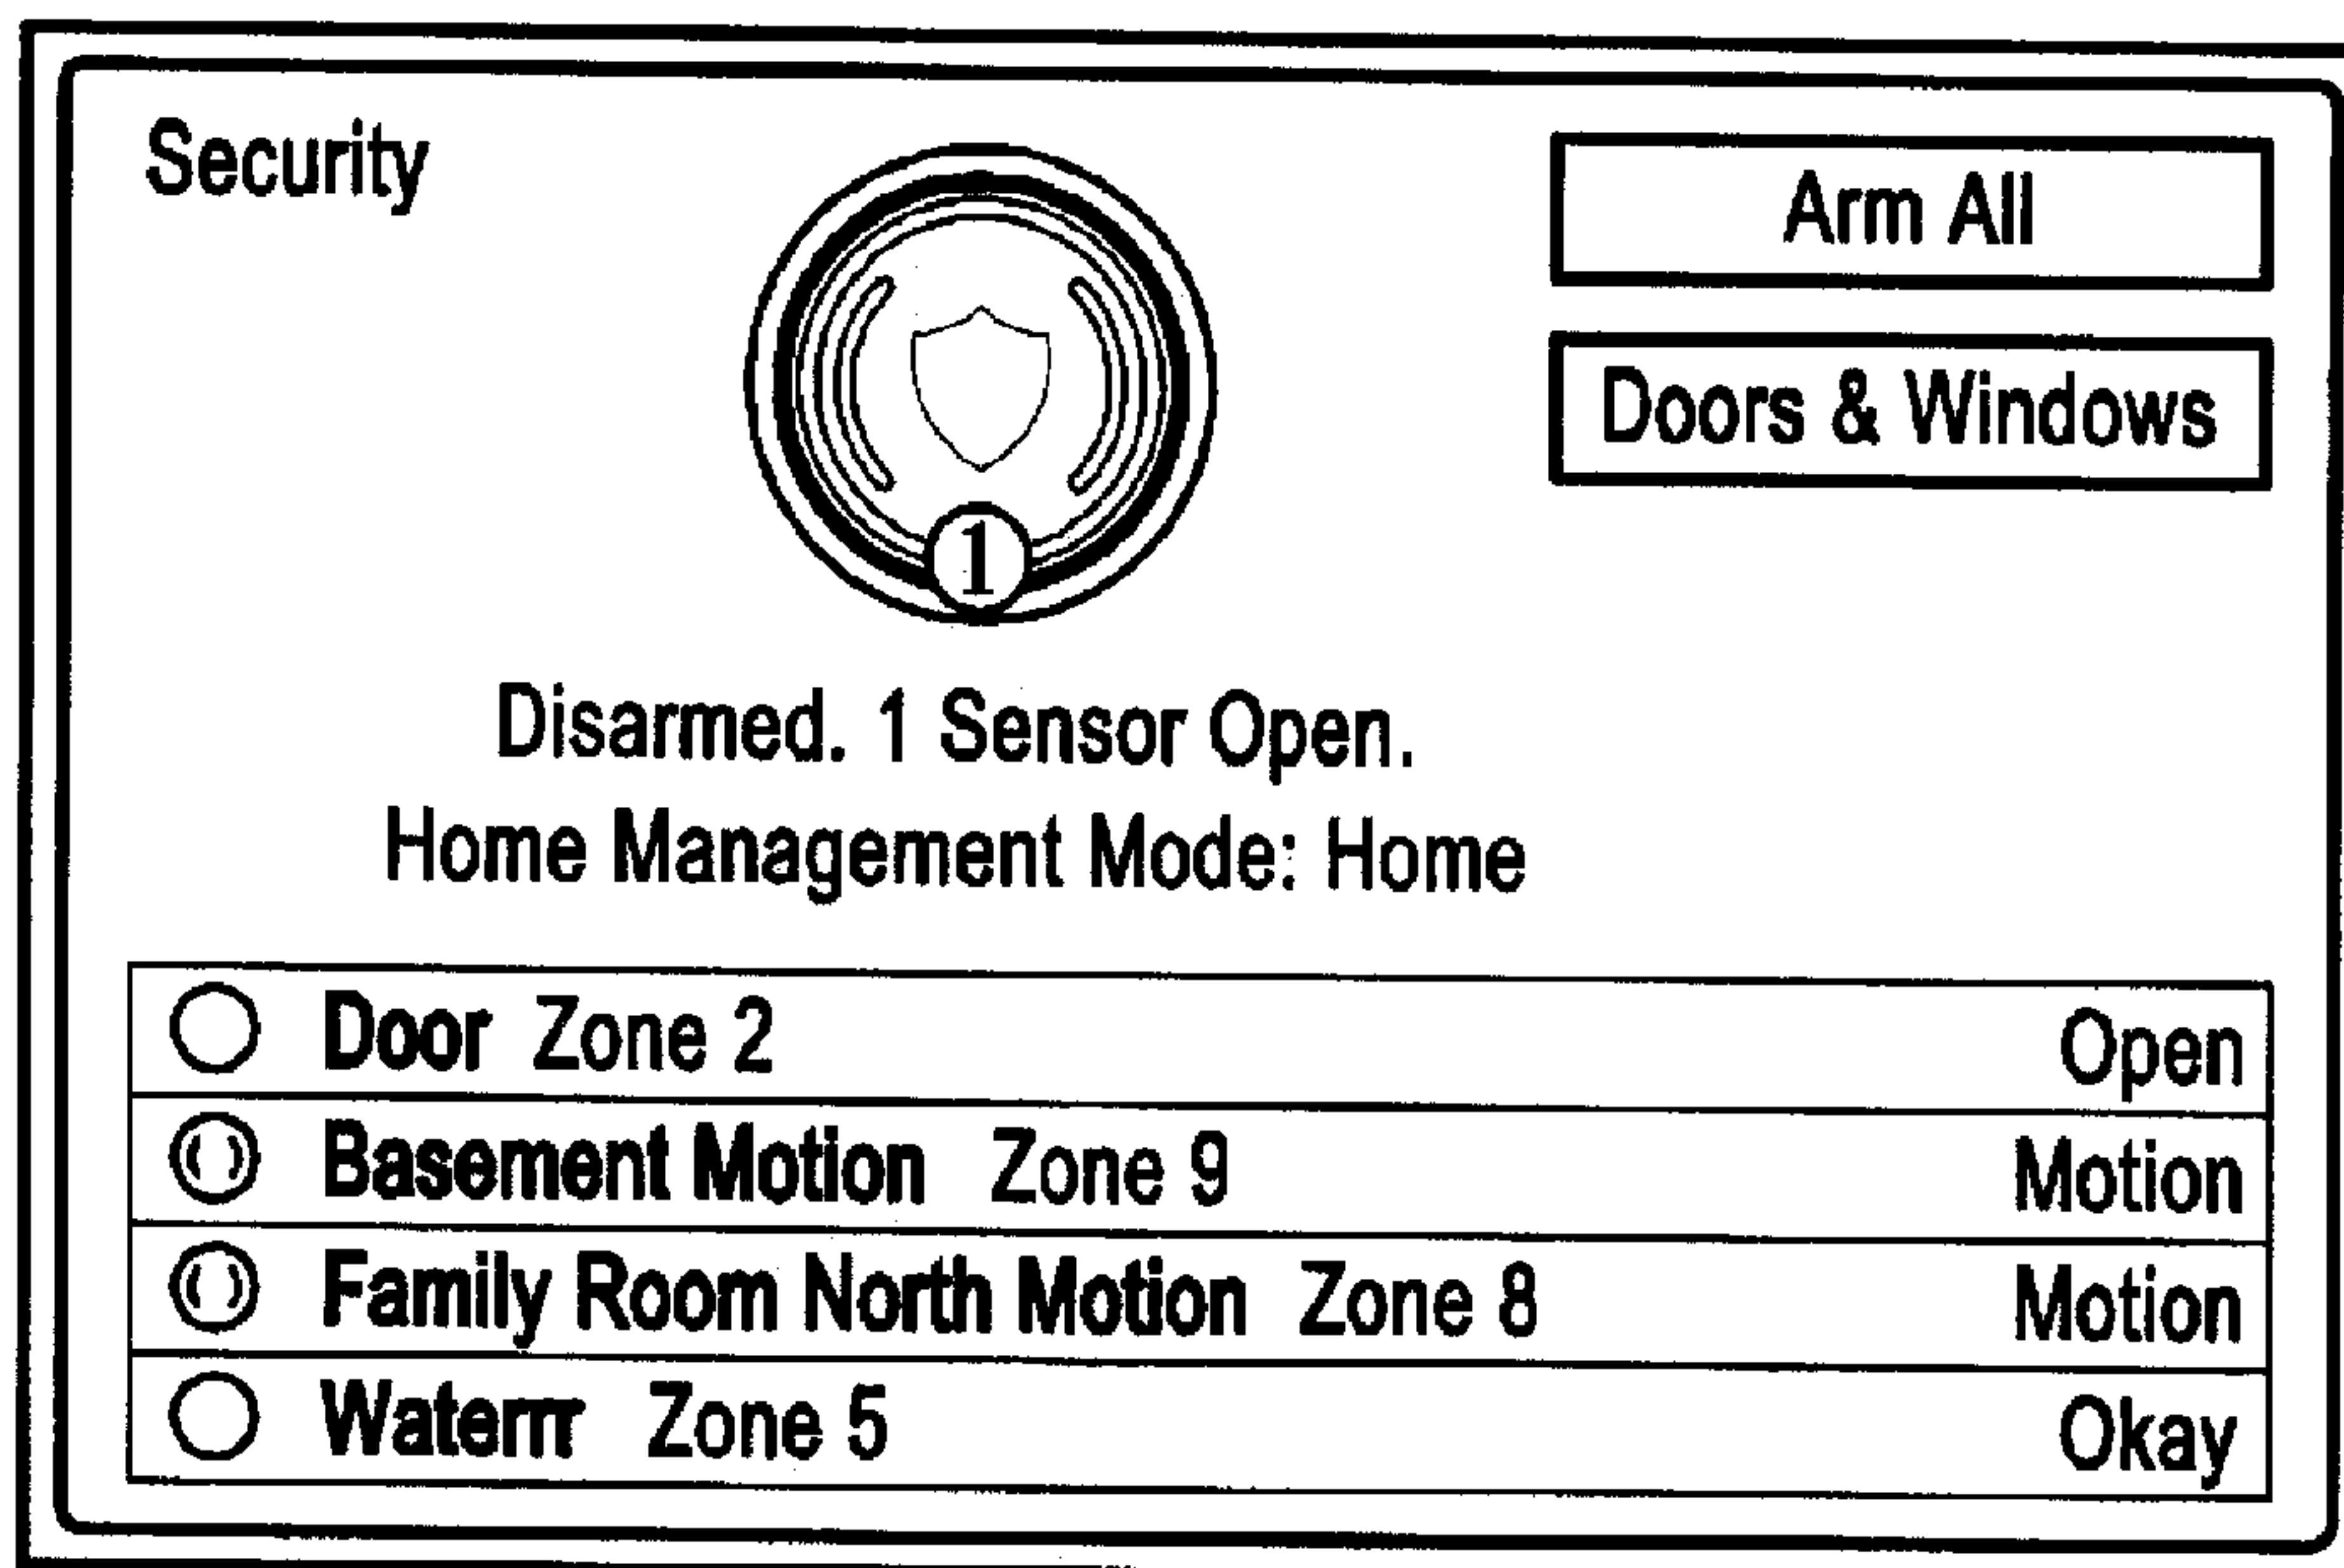 Security
Arm All
Doors & Windows
1
Disarmed. 1 Sensor Open.
Home Management Mode: Home
Door Zone 2 Open
Basement Motion Zone 9 Motion
Family Room North Motion Zone 8 Motion
Waterrr Zone 5 Okay